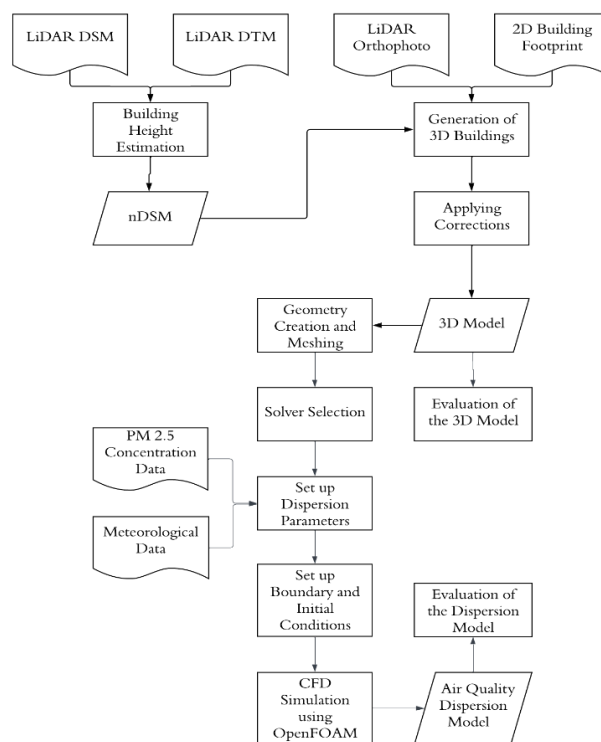 LiDAR DSM
LiDAR DTM
LiDAR
Orthophoto
2D Building
Footprint
Building
Height
Estimation
Generation of
3D Buildings
nDSM
Applying
Corrections
Geometry
Creation and
Meshing
3D Model
Solver Selection
Evaluation of
the 3D Model
PM 2.5
Concentration
Data
Set up
Dispersion
Parameters
Meteorological
Data
Set up
Boundary and
Initial
Conditions
Evaluation of
the Dispersion
Model
CFD
Simulation
using
OpenFOAM
Air Quality
Dispersion
Model